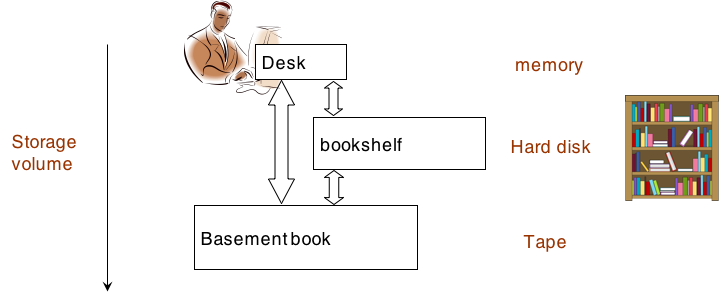 Desk
memory
Storage
volume
bookshelf
Hard disk
Basement book
Tape